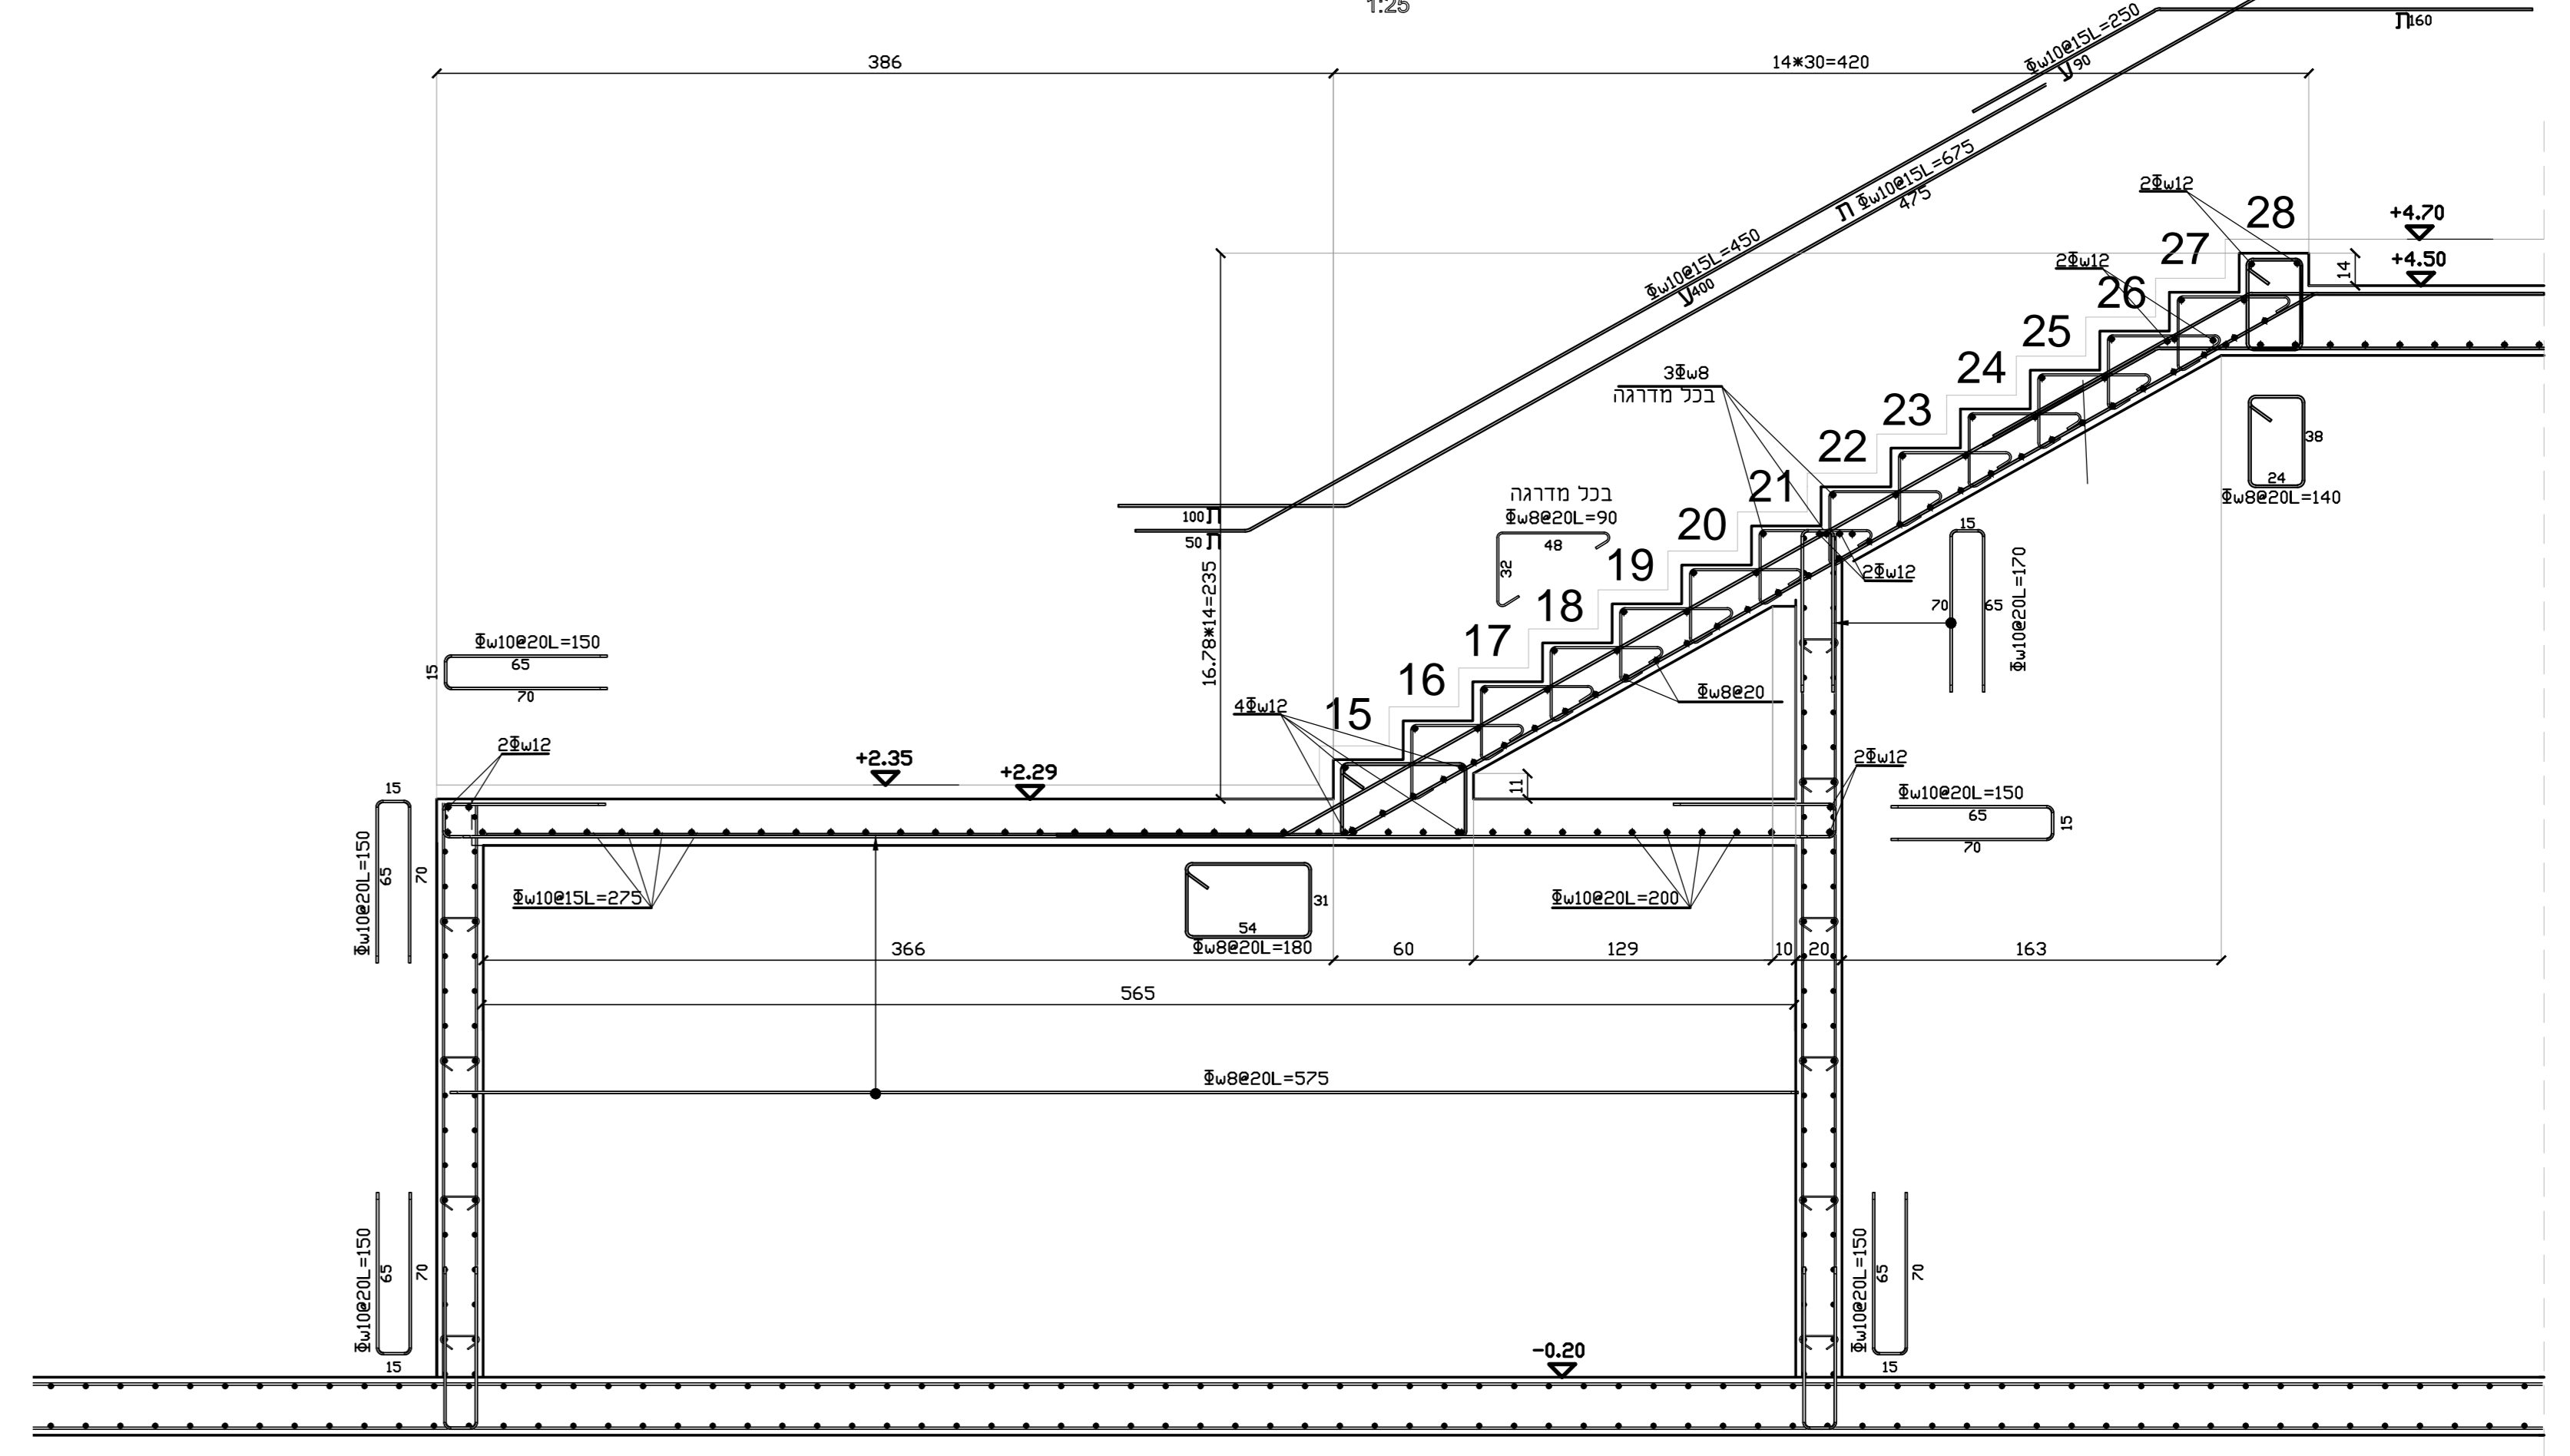 1:25
Φω10@15L=250
ע 90
ת 160
386
14*30=420
Φω10@15L=675
ת
475
2Φω12
28
+4.70
27
2Φω12
+4.50
14
26
Φω10@15L=450
ע 400
25
24
3Φω8
בכל מדרגה
23
38
22
24
Φω8@20L=140
21
בכל מדרגה
Φω8@20L=90
48
32
20
100 ת
50 ת
15
70
65
Φω10@20L=170
19
2Φω12
16.78*14=235
18
Φω10@20L=150
65
15
70
17
16
Φω8@20
4Φω12
15
2Φω12
+2.35
+2.29
2Φω12
11
15
Φω10@20L=150
65
15
70
Φω10@20L=150
65
70
Φω10@15L=275
31
54
Φω8@20L=180
Φω10@20L=200
366
60
129
10
20
163
565
Φω8@20L=575
Φω10@20L=150
65
70
15
Φω10@20L=150
65
70
15
-0.20